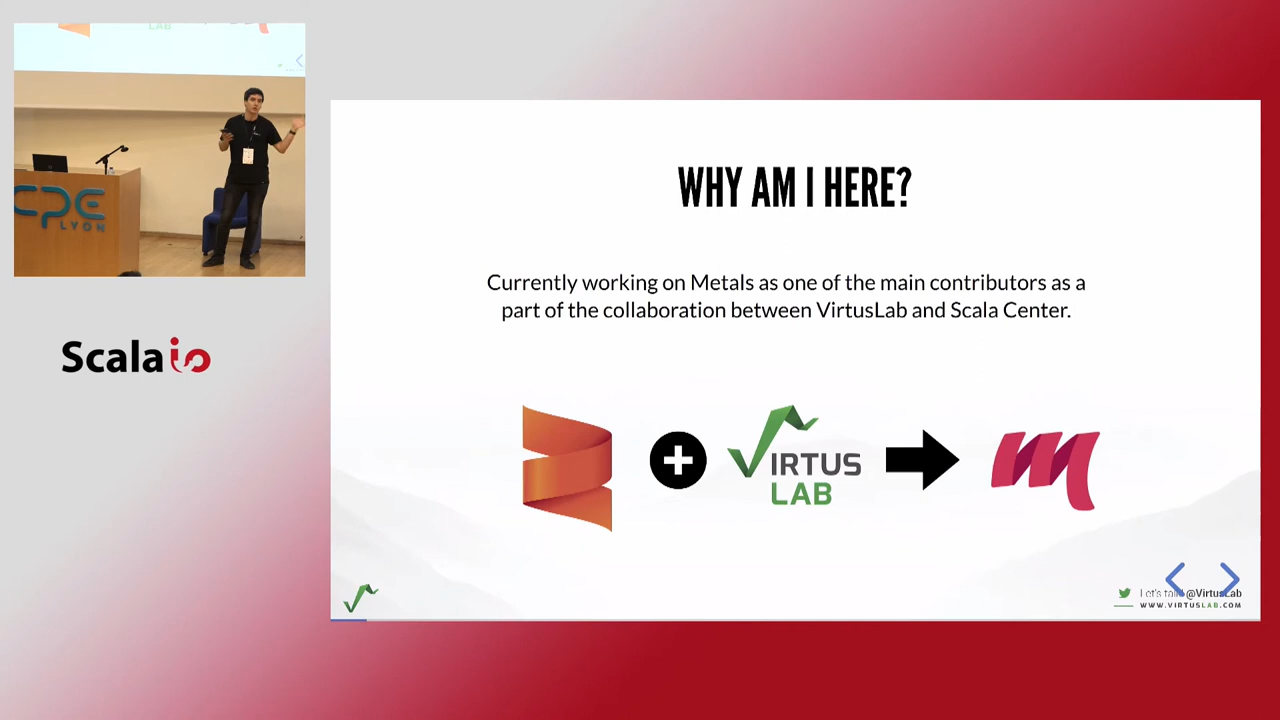 CPE
LYON
Scala io
WHY AM I HERE?
Currently working on Metals as one of the main contributors as a
part of the collaboration between VirtusLab and Scala Center.
VIRTUS
LAB
m
Let's talk @VirtusLab
WWW.VIRTUSLAB.COM